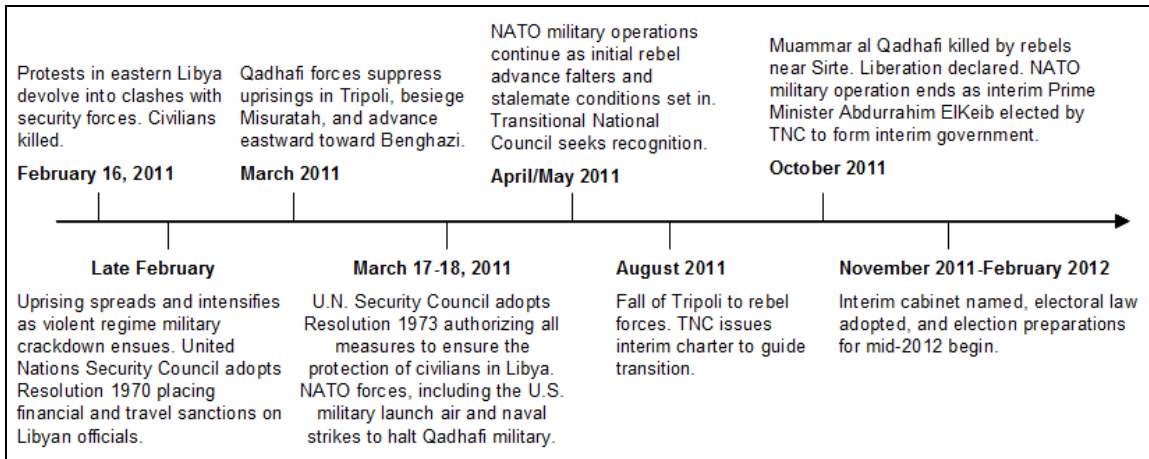 Protests in eastern Libya
devolve into clashes with
security forces. Civilians
killed.
February 16, 2011
Qadhafi forces suppress
uprisings in Tripoli, besiege
Misuratah, and advance
eastward toward Benghazi.
March 2011
NATO military operations
continue as initial rebel
advance falters and
stalemate conditions set in.
Transitional National
Council seeks recognition.
April/May 2011
Muammar al Qadhafi killed by rebels
near Sirte. Liberation declared. NATO
military operation ends as interim Prime
Minister Abdurrahim ElKeib elected by
TNC to form interim government.
October 2011
Late February
Uprising spreads and intensifies
as violent regime military
crackdown ensues. United
Nations Security Council adopts
Resolution 1970 placing
financial and travel sanctions on
Libyan officials.
March 17-18, 2011
U.N. Security Council adopts
Resolution 1973 authorizing all
measures to ensure the
protection of civilians in Libya.
NATO forces, including the U.S.
military launch air and naval
strikes to halt Qadhafi military.
August 2011
Fall of Tripoli to rebel
forces. TNC issues
interim charter to guide
transition.
November 2011-February 2012
Interim cabinet named, electoral law
adopted, and election preparations
for mid-2012 begin.